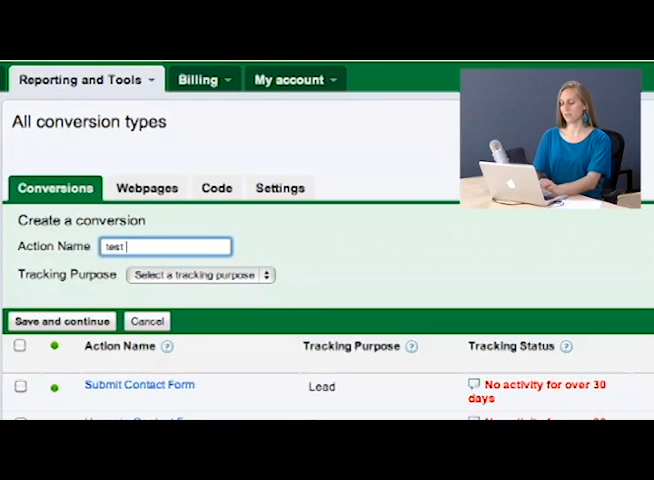 Reporting and Tools Billing My account
All conversion types
Conversions Webpages Code Settings
Create a conversion
Action Name test
Tracking Purpose Select a tracking purpose
Save and continue Cancel
Action Name ? Tracking Purpose ? Tracking Status ?
Submit Contact Form Lead No activity for over 30
days